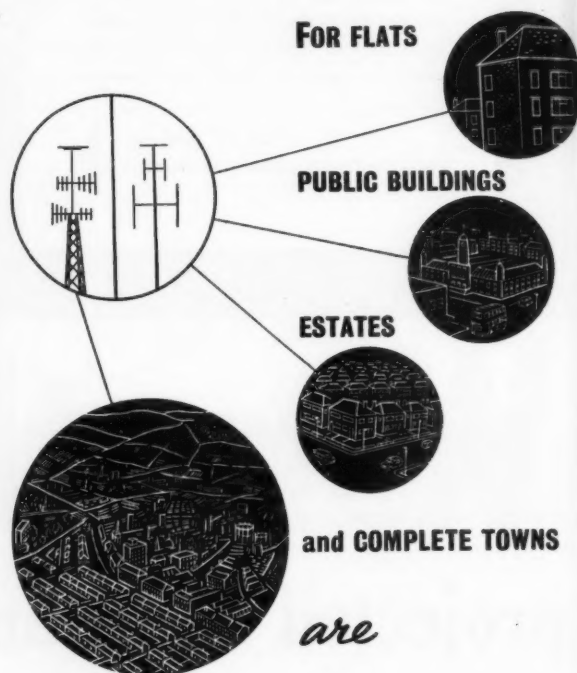 FOR FLATS
PUBLIC BUILDINGS
ESTATES
and COMPLETE TOWNS
are